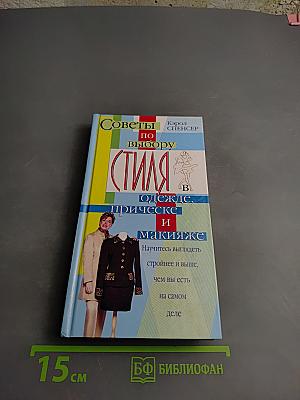 Кэрол
СПЕНСЕР
Советы
по
выбору
СТИЛЯ
в
одежде,
прическе
и
макияже
Научитесь выглядеть
стройнее и выше,
чем вы есть
на самом
деле
15 см
БФ БИБЛИОФАН